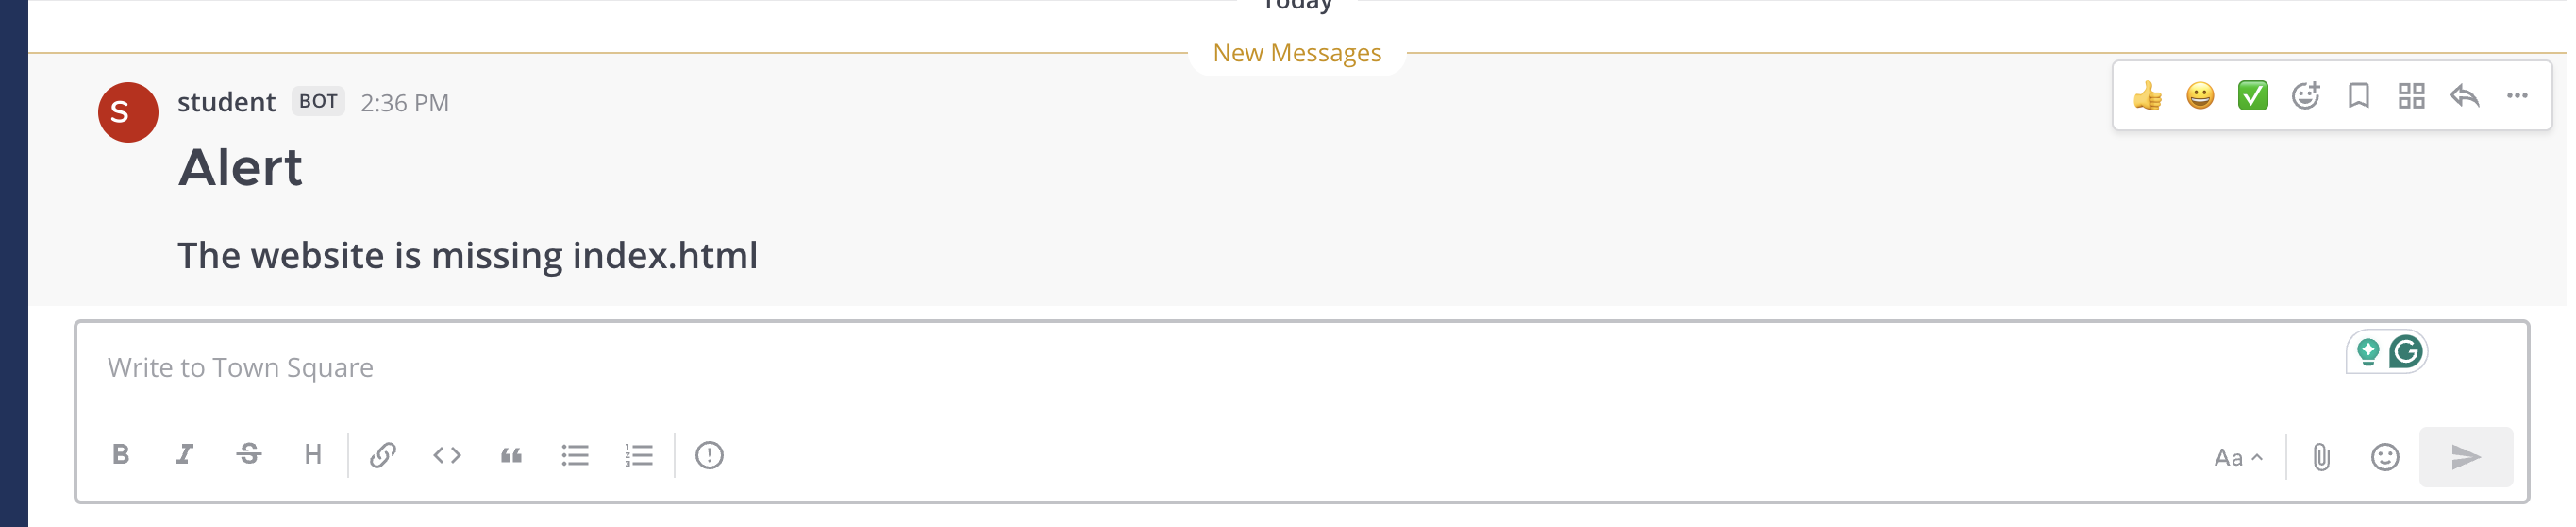 Today
New Messages
S
student BOT 2:36 PM
Alert
The website is missing index.html
Write to Town Square
B I S H
Aa